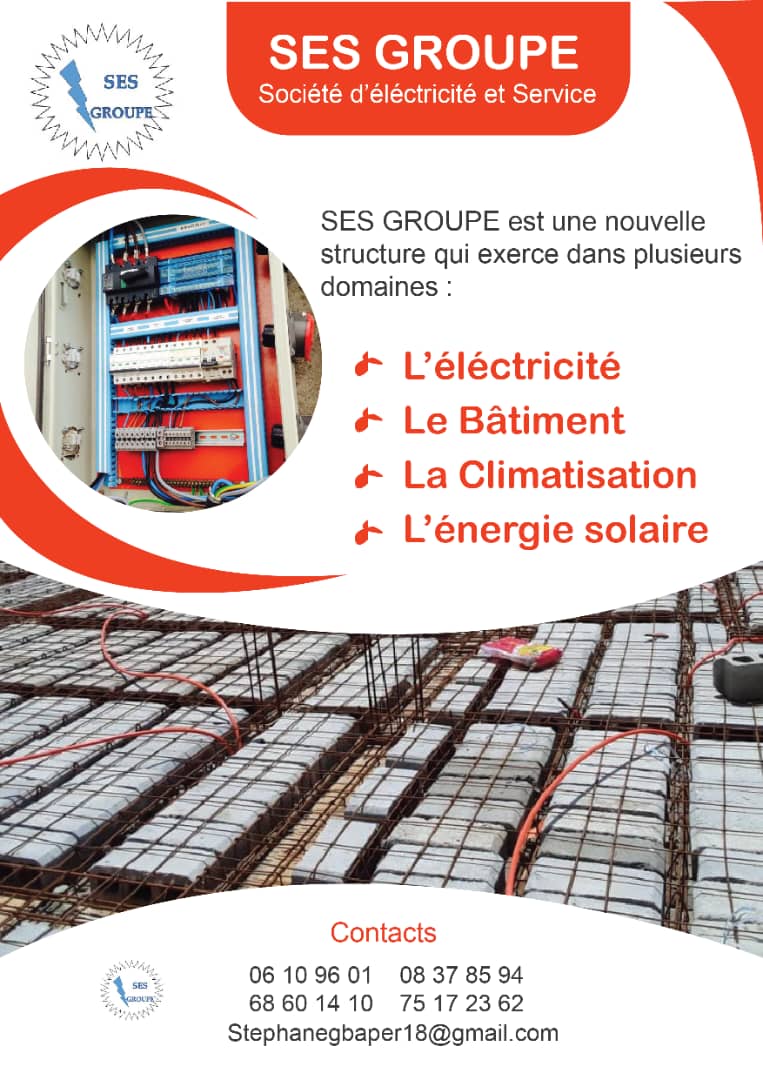 SES
GROUPE
SES GROUPE
Société d'éléctricité et Service
SES GROUPE est une nouvelle
structure qui exerce dans plusieurs
domaines :
L'éléctricité
Le Bâtiment
La Climatisation
L'énergie solaire
Contacts
06 10 96 01 08 37 85 94
68 60 14 10 75 17 23 62
Stephanegbaper18@gmail.com
SES
GROUPE